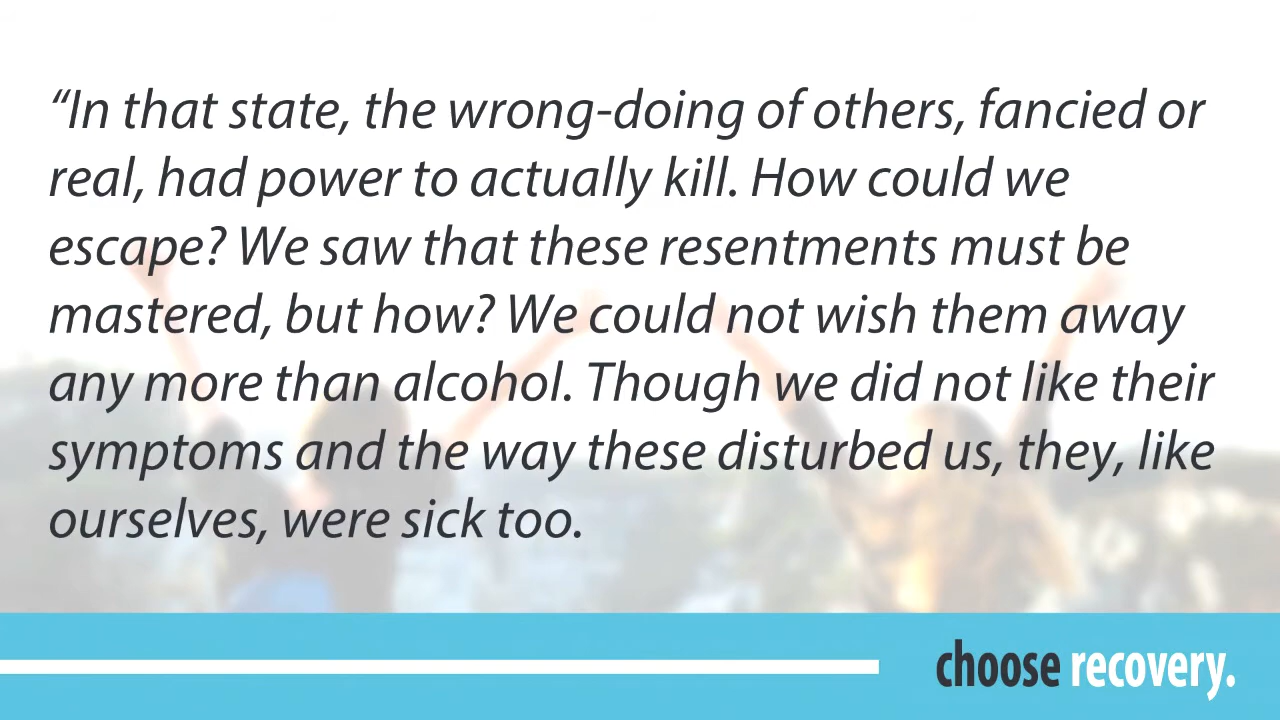 “In that state, the wrong-doing of others, fancied or
real, had power to actually kill. How could we
escape? We saw that these resentments must be
mastered, but how? We could not wish them away
any more than alcohol. Though we did not like their
symptoms and the way these disturbed us, they, like
ourselves, were sick too.
choose recovery.